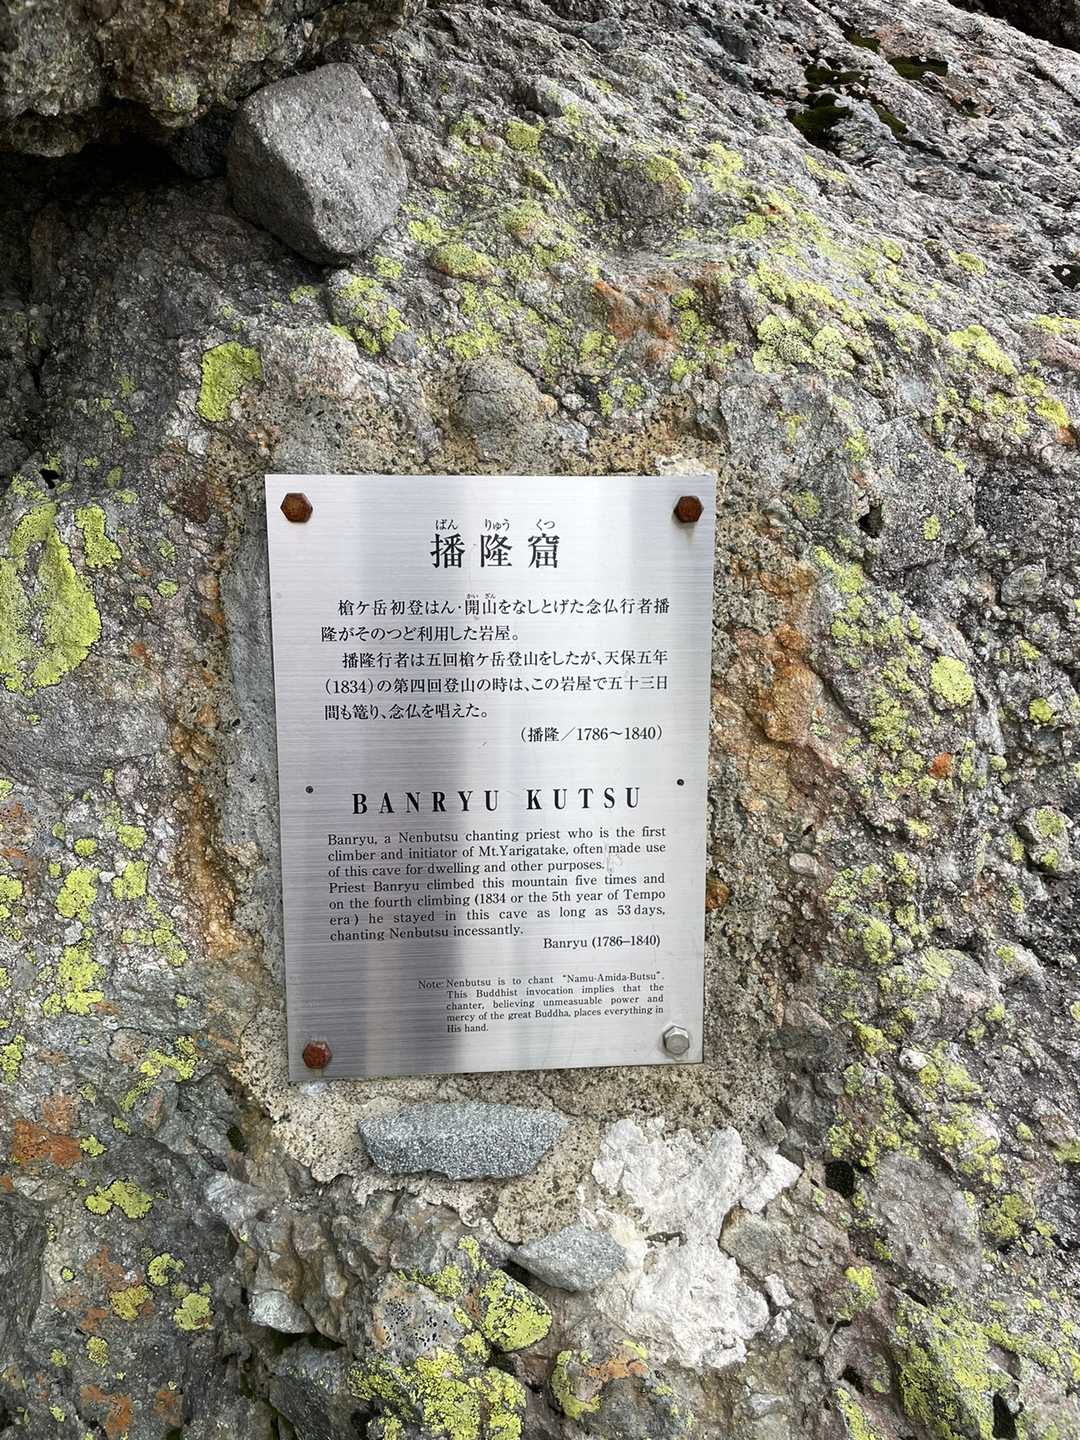 ばん りゅう くつ
播隆窟
かい ざん
槍ケ岳初登はん・開山をなしとげた念仏行者播
隆がそのつど利用した岩屋。
播隆行者は五回槍ケ岳登山をしたが、天保五年
(1834)の第四回登山の時は、この岩屋で五十三日
間も篭り、念仏を唱えた。
(播隆/1786〜1840)
BANRYU KUTSU
Banryu, a Nenbutsu chanting priest who is the first
climber and initiator of Mt.Yarigatake, often made use
of this cave for dwelling and other purposes.
Priest Banryu climbed this mountain five times and
on the fourth climbing (1834 or the 5th year of Tempo
era) he stayed in this cave as long as 53 days,
chanting Nenbutsu incessantly.
Banryu (1786–1840)
Note: Nenbutsu is to chant "Namu-Amida-Butsu".
This Buddhist invocation implies that the
chanter, believing unmeasuable power and
mercy of the great Buddha, places everything in
His hand.